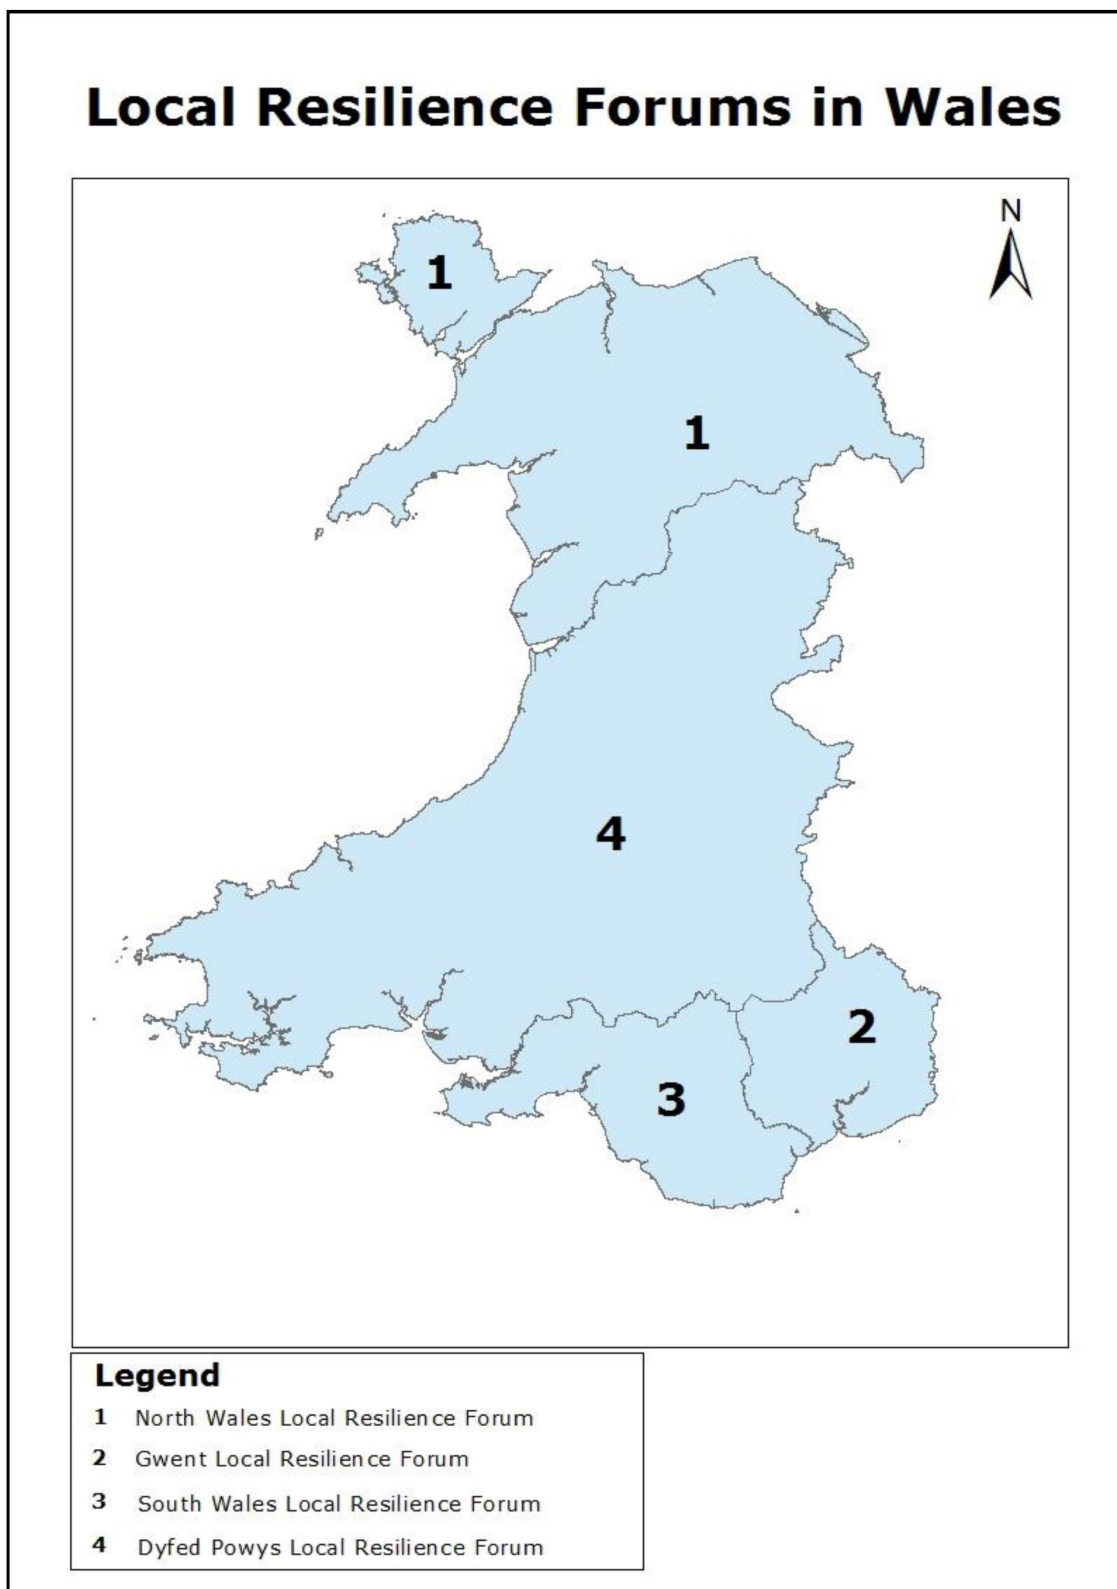 Local Resilience Forums in Wales
N
1
1
4
2
3
Legend
1 North Wales Local Resilience Forum
2 Gwent Local Resilience Forum
3 South Wales Local Resilience Forum
4 Dyfed Powys Local Resilience Forum